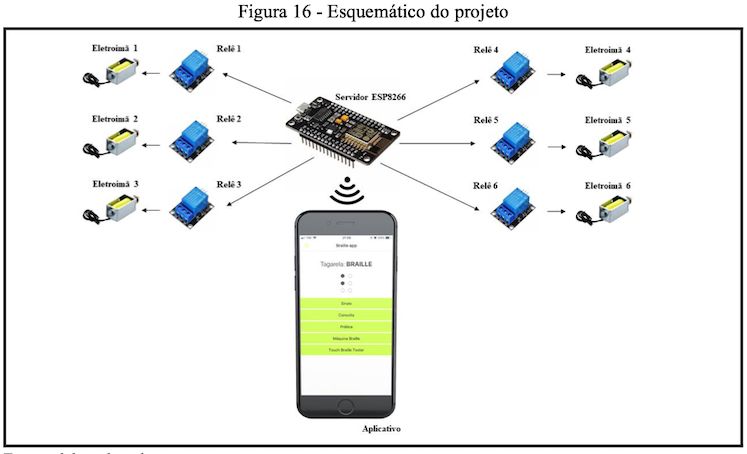 Figura 16 - Esquemático do projeto
Eletroimã 1
Relê 1
Relê 4
Eletroimã 4
Servidor ESP8266
Eletroimã 2
Relê 2
Relê 5
Eletroimã 5
Eletroimã 3
Relê 3
Relê 6
Eletroimã 6
Braille app
Tagarela: BRAILLE
Sinais
Consulta
Prática
Máquina Braille
Touch Braille Tester
Aplicativo